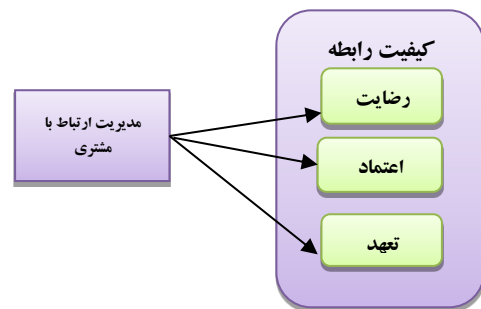 کیفیت رابطه
رضایت
مدیریت ارتباط با
مشتری
اعتماد
تعهد